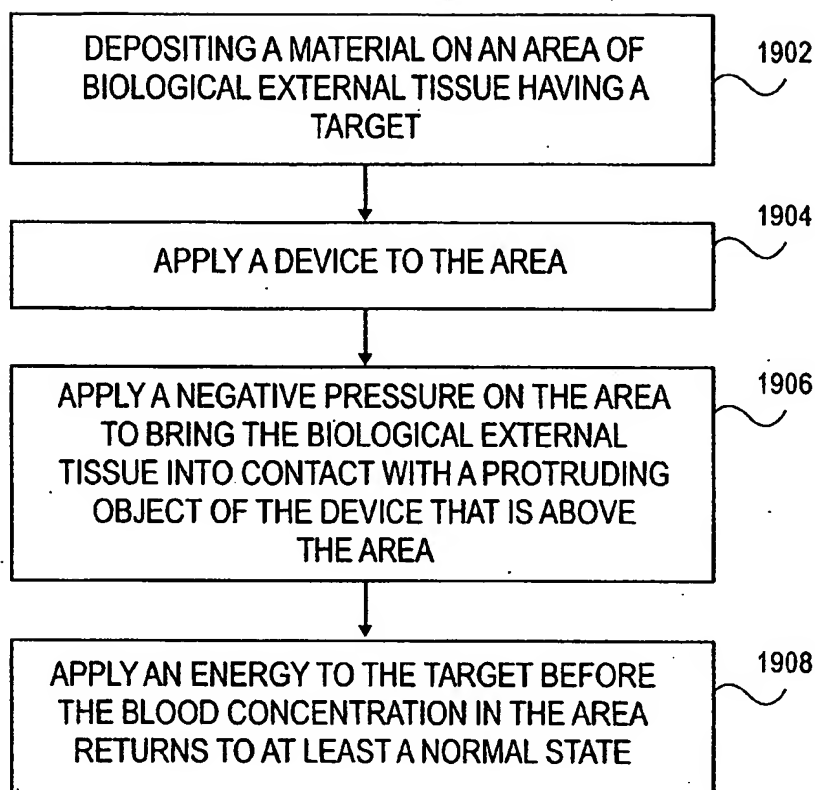 DEPOSITING A MATERIAL ON AN AREA OF
BIOLOGICAL EXTERNAL TISSUE HAVING A
TARGET
1902
APPLY A DEVICE TO THE AREA
1904
APPLY A NEGATIVE PRESSURE ON THE AREA
TO BRING THE BIOLOGICAL EXTERNAL
TISSUE INTO CONTACT WITH A PROTRUDING
OBJECT OF THE DEVICE THAT IS ABOVE
THE AREA
1906
APPLY AN ENERGY TO THE TARGET BEFORE
THE BLOOD CONCENTRATION IN THE AREA
RETURNS TO AT LEAST A NORMAL STATE
1908